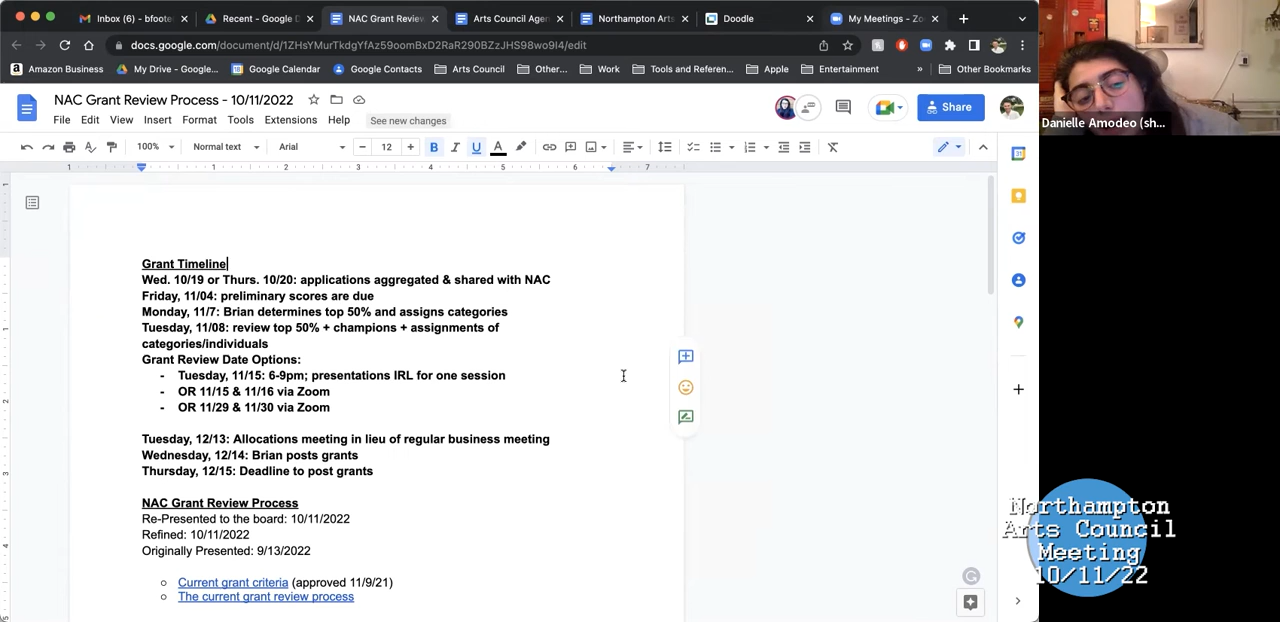 Inbox (6) - bfoote
Recent - Google D
NAC Grant Review
Arts Council Agen
Northampton Arts
Doodle
My Meetings - Zo
docs.google.com/document/d/1ZHsYMurTkdgYfAz59oomBxD2RaR290BZzJHS98wo9I4/edit
Amazon Business
My Drive - Google...
Google Calendar
Google Contacts
Arts Council
Other...
Work
Tools and Referen...
Apple
Entertainment
»
Other Bookmarks
NAC Grant Review Process - 10/11/2022
File Edit View Insert Format Tools Extensions Help
See new changes
Share
100% Normal text Arial 12
Danielle Amodeo (sh...
Grant Timeline
Wed. 10/19 or Thurs. 10/20: applications aggregated & shared with NAC
Friday, 11/04: preliminary scores are due
Monday, 11/7: Brian determines top 50% and assigns categories
Tuesday, 11/08: review top 50% + champions + assignments of
categories/individuals
Grant Review Date Options:
- Tuesday, 11/15: 6-9pm; presentations IRL for one session
- OR 11/15 & 11/16 via Zoom
- OR 11/29 & 11/30 via Zoom
Tuesday, 12/13: Allocations meeting in lieu of regular business meeting
Wednesday, 12/14: Brian posts grants
Thursday, 12/15: Deadline to post grants
NAC Grant Review Process
Re-Presented to the board: 10/11/2022
Refined: 10/11/2022
Originally Presented: 9/13/2022
Current grant criteria (approved 11/9/21)
The current grant review process
Northampton
Arts Council
Meeting
10/11/22